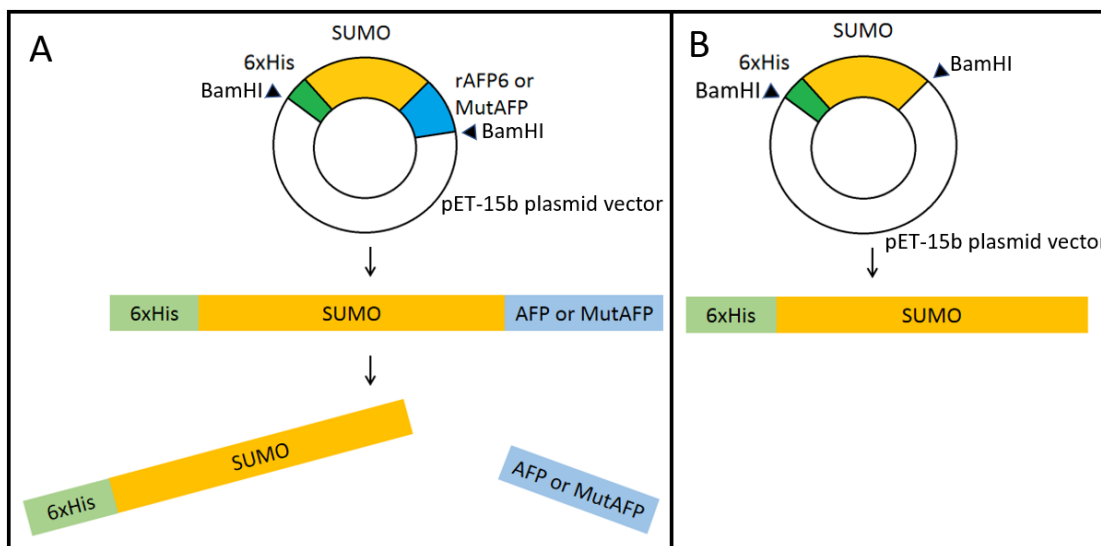 A
SUMO
6xHis
BamHI
rAFP6 or
MutAFP
BamHI
pET-15b plasmid vector
6xHis SUMO AFP or MutAFP
6xHis SUMO
AFP or MutAFP
B
SUMO
6xHis
BamHI
BamHI
pET-15b plasmid vector
6xHis SUMO